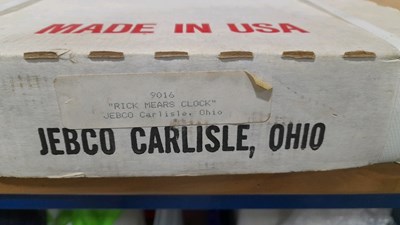 MADE IN USA
9016
"RICK MEARS CLOCK"
JEBCO Carlisle, Ohio
JEBCO CARLISLE, OHIO